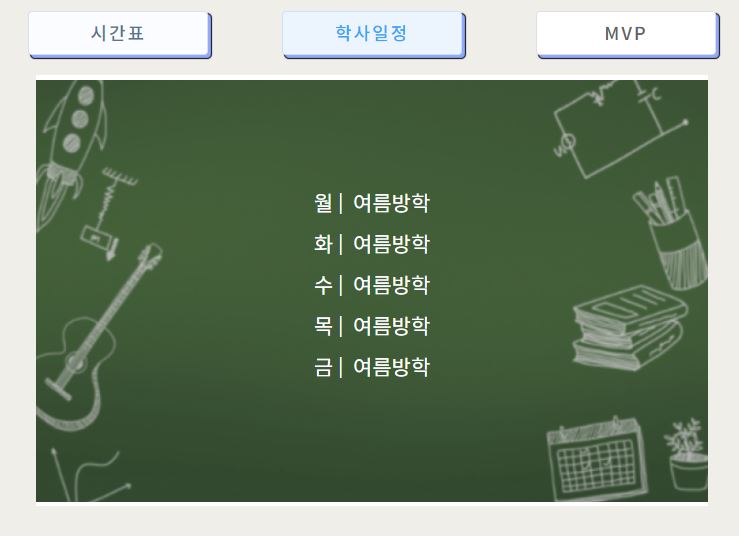 시간표
학사일정
MVP
월 | 여름방학
화 | 여름방학
수 | 여름방학
목 | 여름방학
금 | 여름방학